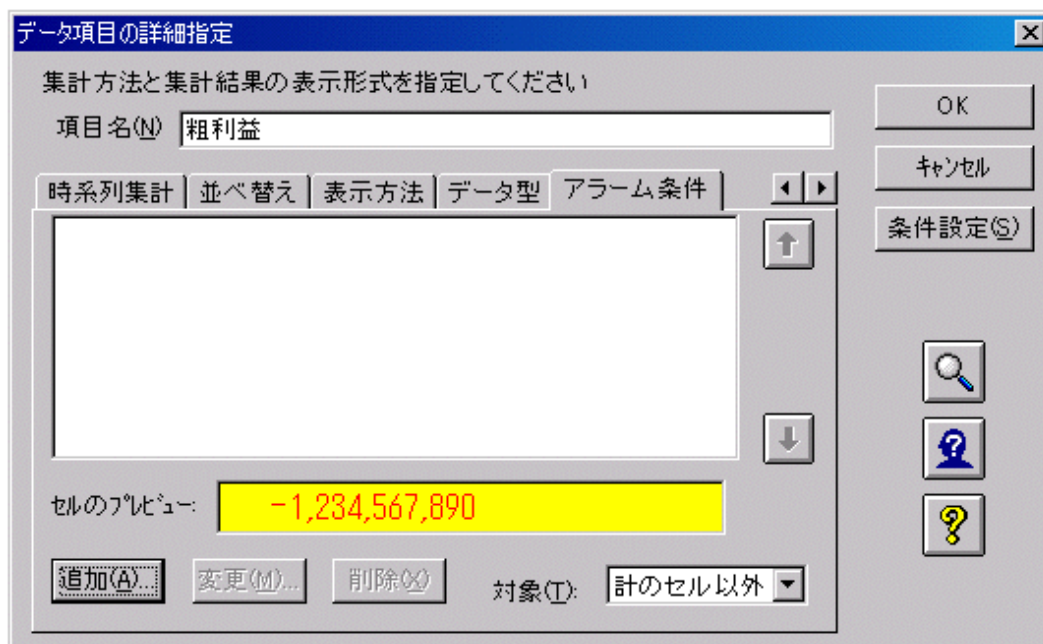 データ項目の詳細指定
集計方法と集計結果の表示形式を指定してください
項目名(N) 粗利益
OK
キャンセル
条件設定(S)
時系列集計 並べ替え 表示方法 データ型 アラーム条件
セルのプレビュー: -1,234,567,890
追加(A)... 変更(M)... 削除(X) 対象(T): 計のセル以外